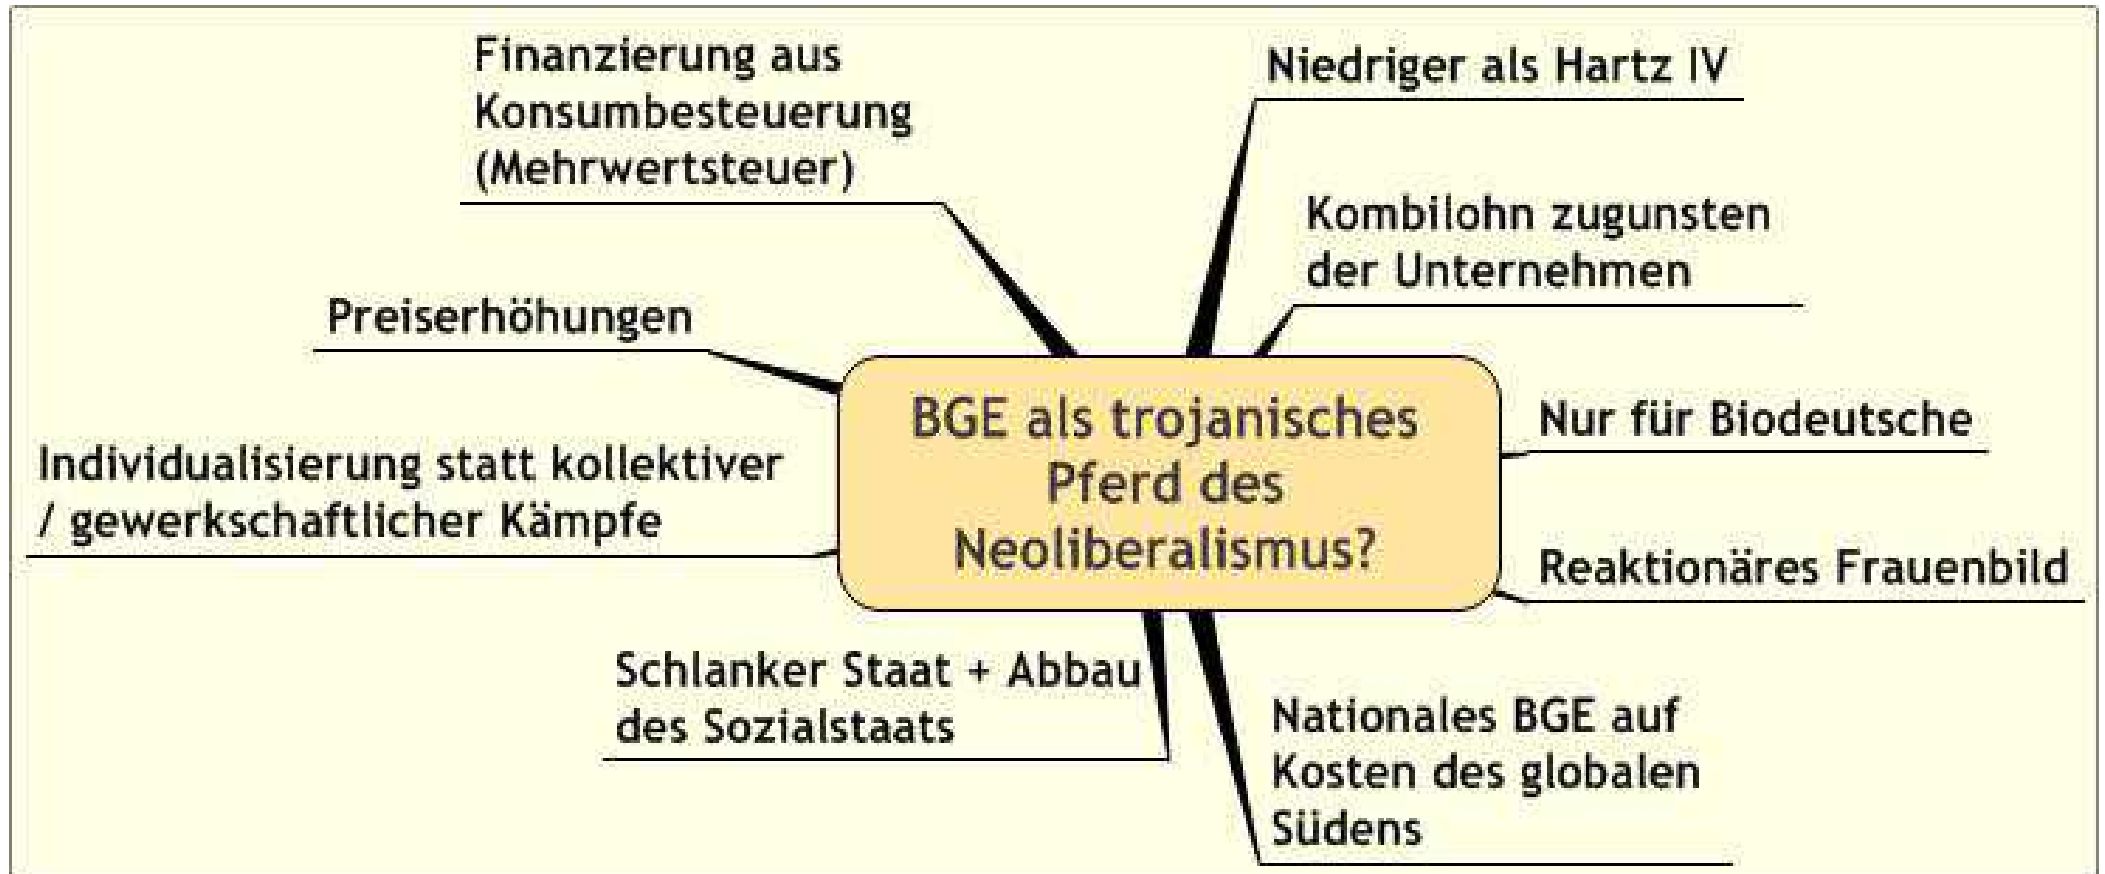 Finanzierung aus
Konsumbesteuerung
(Mehrwertsteuer)
Niedriger als Hartz IV
Kombilohn zugunsten
der Unternehmen
Preiserhöhungen
BGE als trojanisches
Pferd des
Neoliberalismus?
Nur für Biodeutsche
Individualisierung statt kollektiver
/ gewerkschaftlicher Kämpfe
Reaktionäres Frauenbild
Schlanker Staat + Abbau
des Sozialstaats
Nationales BGE auf
Kosten des globalen
Südens